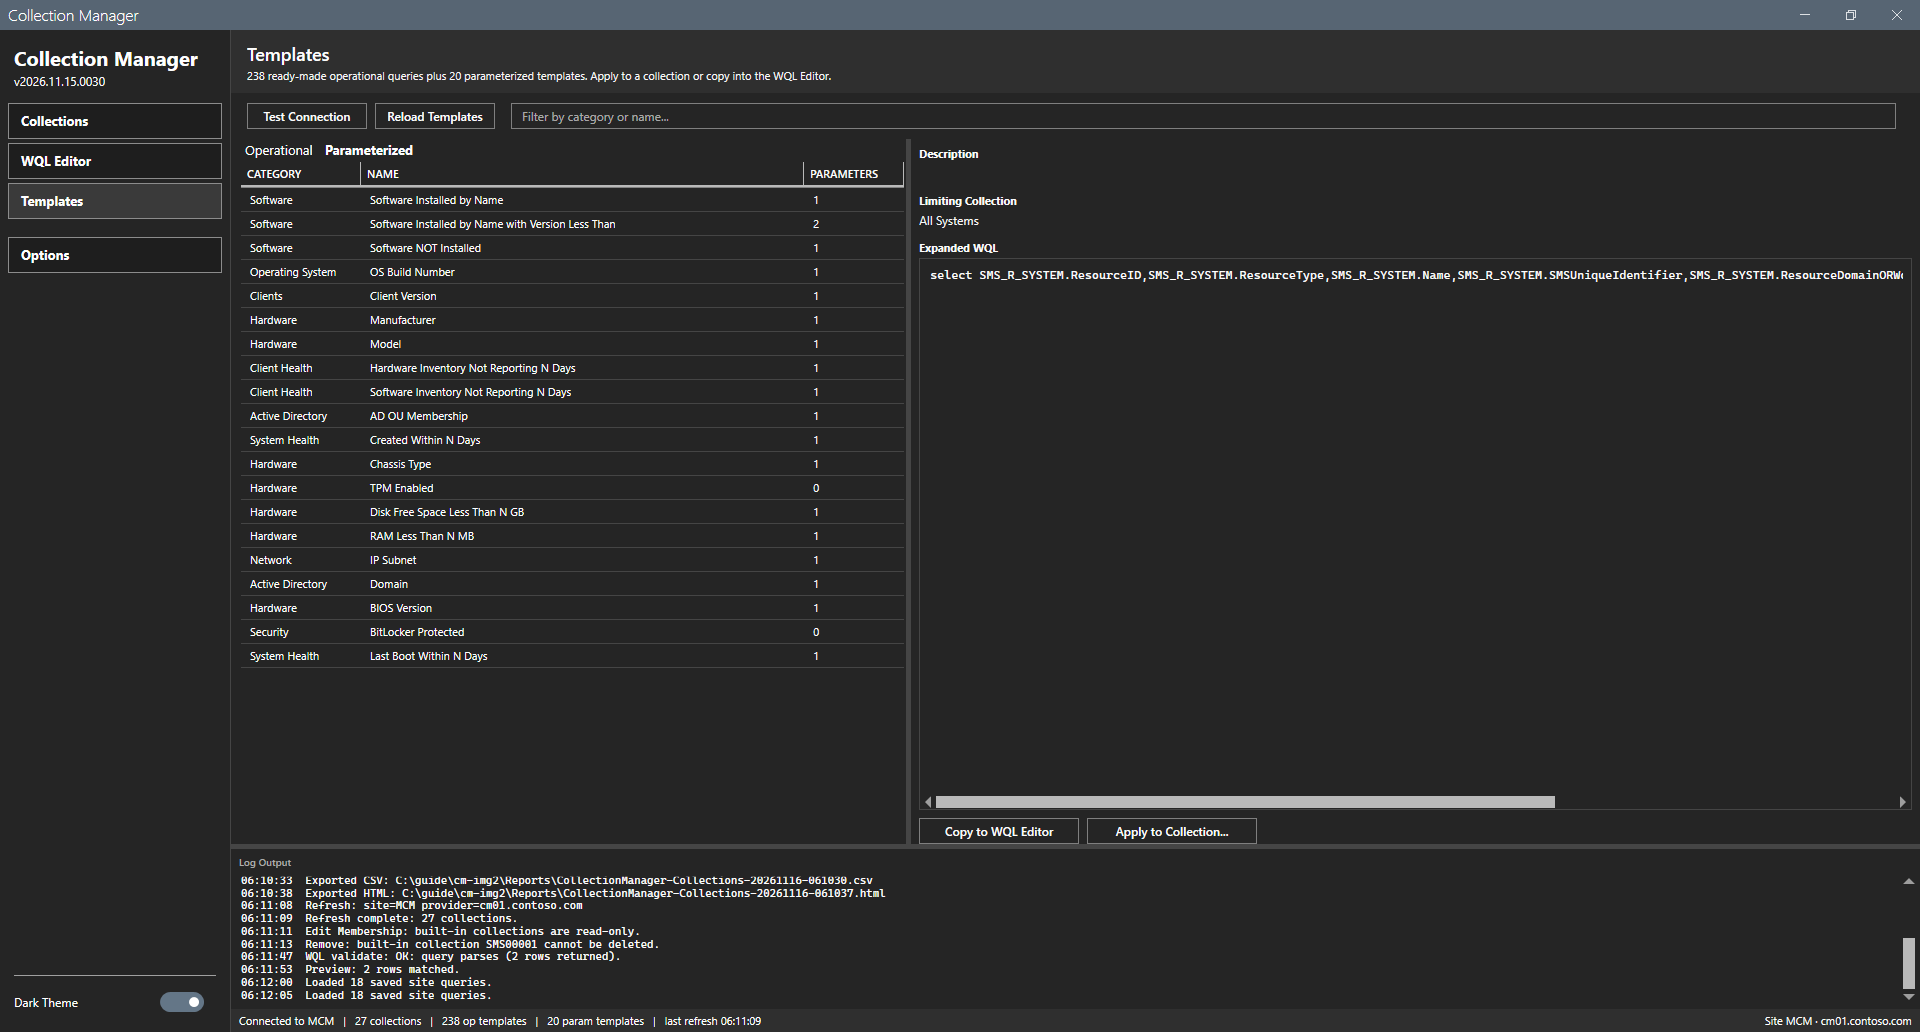 Collection Manager
Collection Manager
v2026.11.15.0030
Collections
WQL Editor
Templates
Options
Dark Theme
Templates
238 ready-made operational queries plus 20 parameterized templates. Apply to a collection or copy into the WQL Editor.
Test Connection
Reload Templates
Filter by category or name...
Operational Parameterized
CATEGORY NAME PARAMETERS
Software Software Installed by Name 1
Software Software Installed by Name with Version Less Than 2
Software Software NOT Installed 1
Operating System OS Build Number 1
Clients Client Version 1
Hardware Manufacturer 1
Hardware Model 1
Client Health Hardware Inventory Not Reporting N Days 1
Client Health Software Inventory Not Reporting N Days 1
Active Directory AD OU Membership 1
System Health Created Within N Days 1
Hardware Chassis Type 1
Hardware TPM Enabled 0
Hardware Disk Free Space Less Than N GB 1
Hardware RAM Less Than N MB 1
Network IP Subnet 1
Active Directory Domain 1
Hardware BIOS Version 1
Security BitLocker Protected 0
System Health Last Boot Within N Days 1
Description
Limiting Collection
All Systems
Expanded WQL
select SMS_R_SYSTEM.ResourceID,SMS_R_SYSTEM.ResourceType,SMS_R_SYSTEM.Name,SMS_R_SYSTEM.SMSUniqueIdentifier,SMS_R_SYSTEM.ResourceDomainORW
Copy to WQL Editor
Apply to Collection...
Log Output
06:10:33 Exported CSV: C:\guide\cm-img2\Reports\CollectionManager-Collections-20261116-061030.csv
06:10:38 Exported HTML: C:\guide\cm-img2\Reports\CollectionManager-Collections-20261116-061037.html
06:11:08 Refresh: site=MCM provider=cm01.contoso.com
06:11:09 Refresh complete: 27 collections.
06:11:11 Edit Membership: built-in collections are read-only.
06:11:13 Remove: built-in collection SMS00001 cannot be deleted.
06:11:47 WQL validate: OK: query parses (2 rows returned).
06:11:53 Preview: 2 rows matched.
06:12:00 Loaded 18 saved site queries.
06:12:05 Loaded 18 saved site queries.
Connected to MCM | 27 collections | 238 op templates | 20 param templates | last refresh 06:11:09
Site MCM · cm01.contoso.com